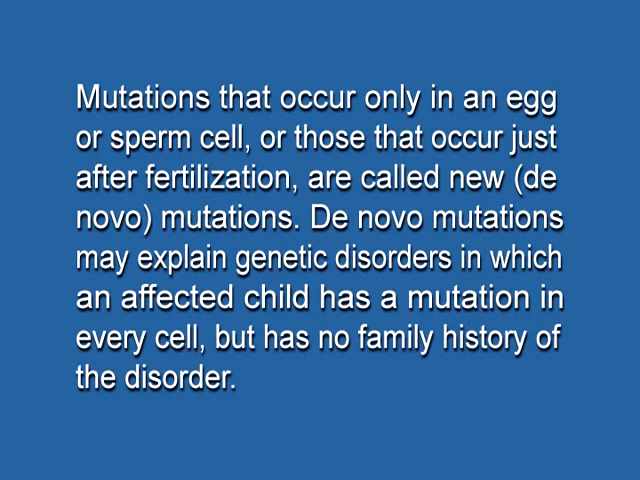 Mutations that occur only in an egg
or sperm cell, or those that occur just
after fertilization, are called new (de
novo) mutations. De novo mutations
may explain genetic disorders in which
an affected child has a mutation in
every cell, but has no family history of
the disorder.